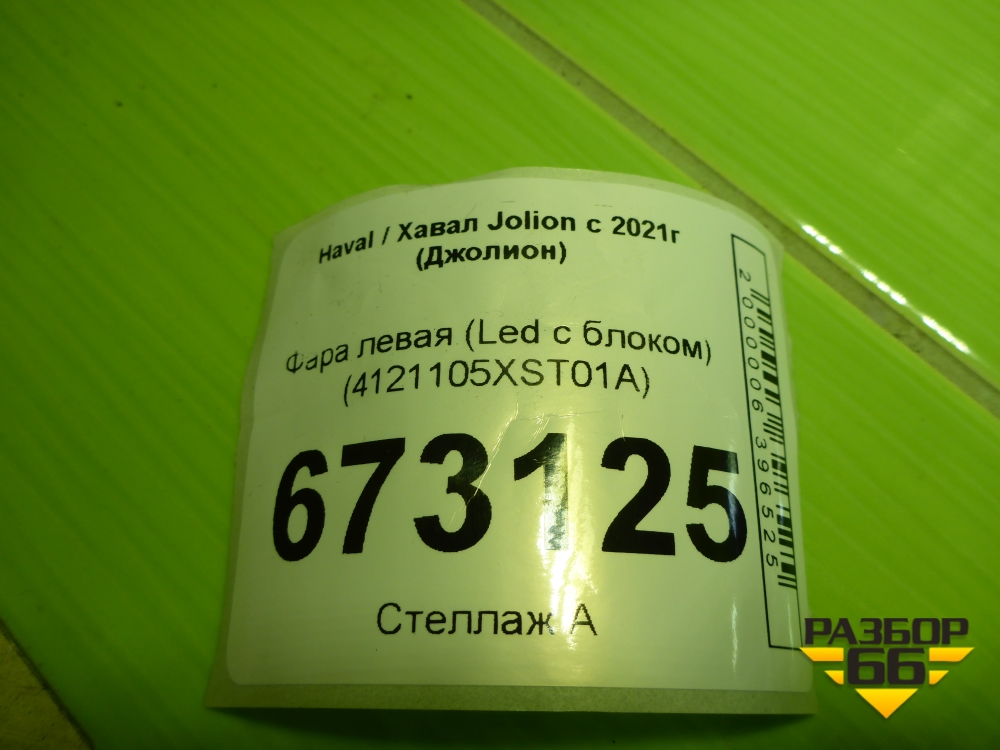 Haval / Хавал Jolion с 2021г
(Джолион)
Фара левая (Led с блоком)
(4121105XST01A)
673125
Стеллаж А
2000006396525
РАЗБОР
66